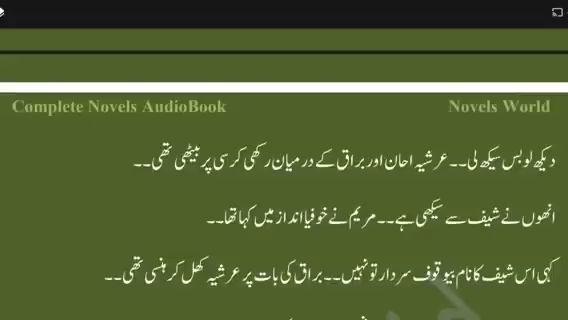 Complete Novels AudioBook Novels World
دیکھ لو بس سیکھ لی۔۔ عرشیہ احان اور براق کے درمیان رکھی کرسی پر بیٹھی تھی۔۔
انھوں نے شیف سے سیکھی ہے۔۔ مریم نے خوفیا انداز میں کہا تھا۔۔
کہی اس شیف کا نام بیوقوف سردار تو نہیں۔۔ براق کی بات پر عرشیہ کھل کر ہنسی تھی۔۔